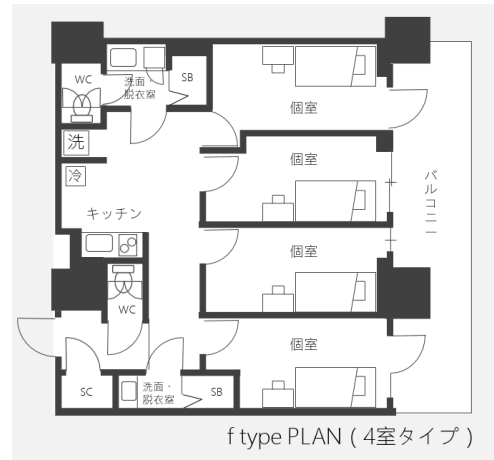 WC
洗面・
脱衣室
SB
個室
洗
個室
冷
バルコニー
キッチン
個室
WC
個室
SC
洗面・
脱衣室
SB
f type PLAN ( 4室タイプ )